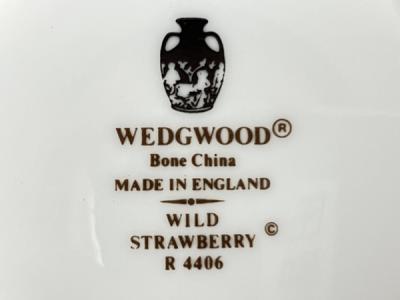 WEDGWOOD®
Bone China
MADE IN ENGLAND
WILD
STRAWBERRY ©
R 4406